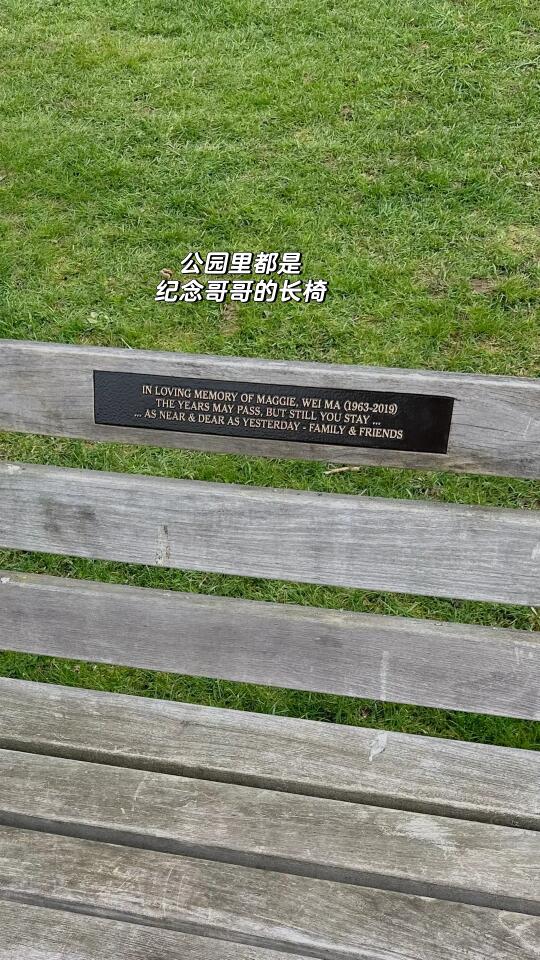 公园里都是
纪念哥哥的长椅
IN LOVING MEMORY OF MAGGIE, WEI MA (1963-2019)
THE YEARS MAY PASS, BUT STILL YOU STAY ...
... AS NEAR & DEAR AS YESTERDAY - FAMILY & FRIENDS